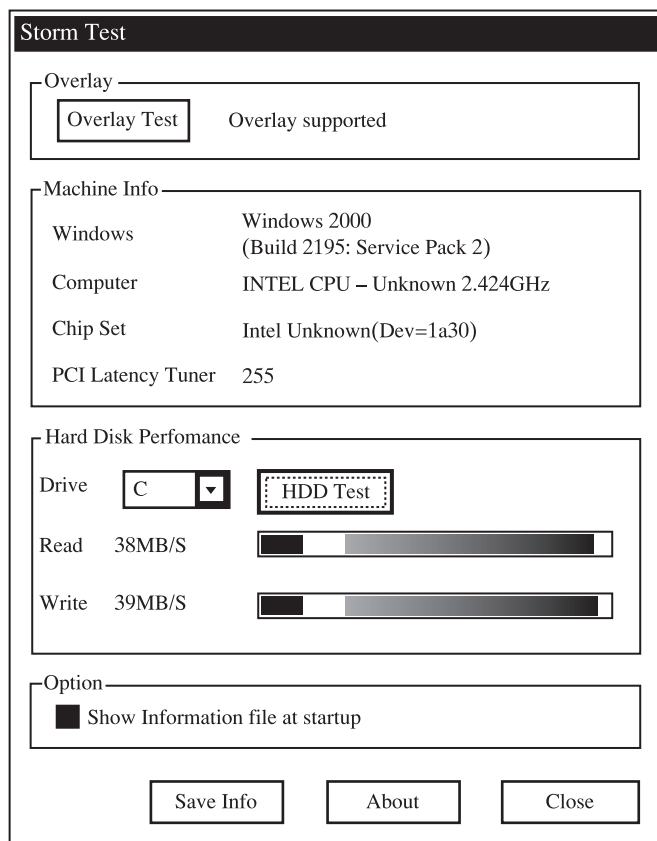 Storm Test
Overlay
Overlay Test Overlay supported
Machine Info
Windows Windows 2000
(Build 2195: Service Pack 2)
Computer INTEL CPU – Unknown 2.424GHz
Chip Set Intel Unknown(Dev=1a30)
PCI Latency Tuner 255
Hard Disk Perfomance
Drive C HDD Test
Read 38MB/S
Write 39MB/S
Option
Show Information file at startup
Save Info About Close